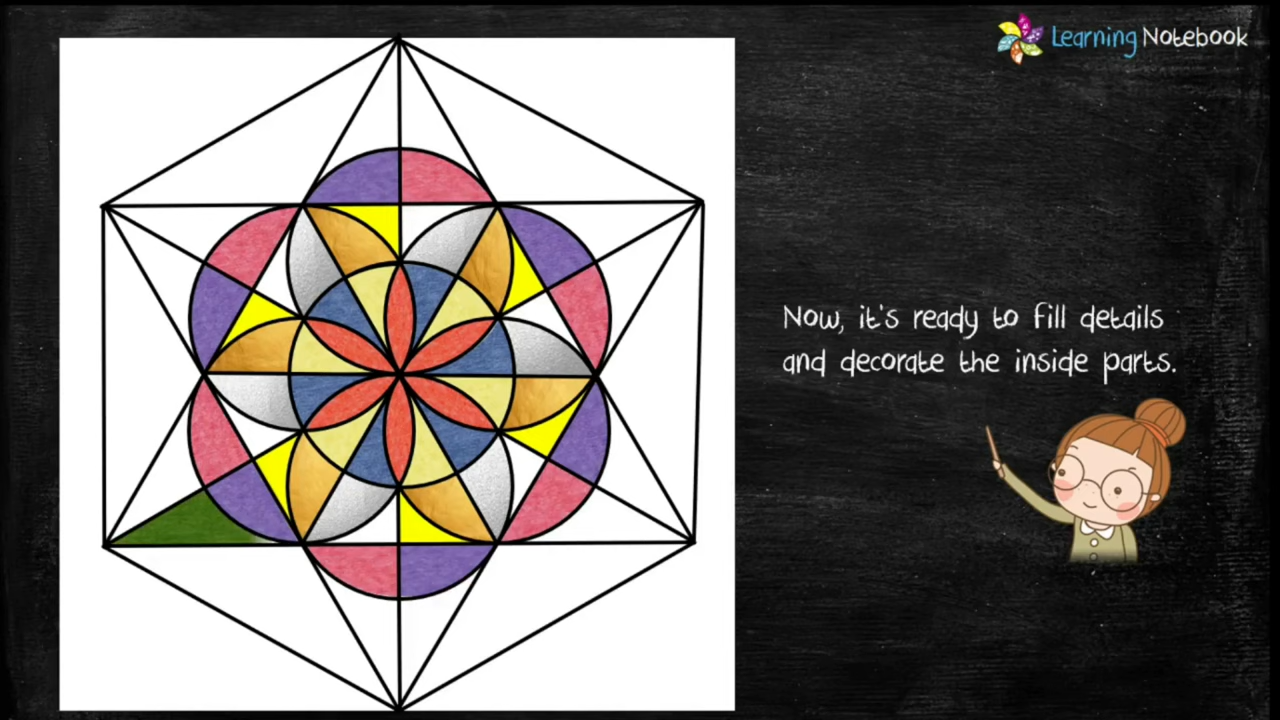 Learning Notebook
Now, it's ready to fill details
and decorate the inside parts.